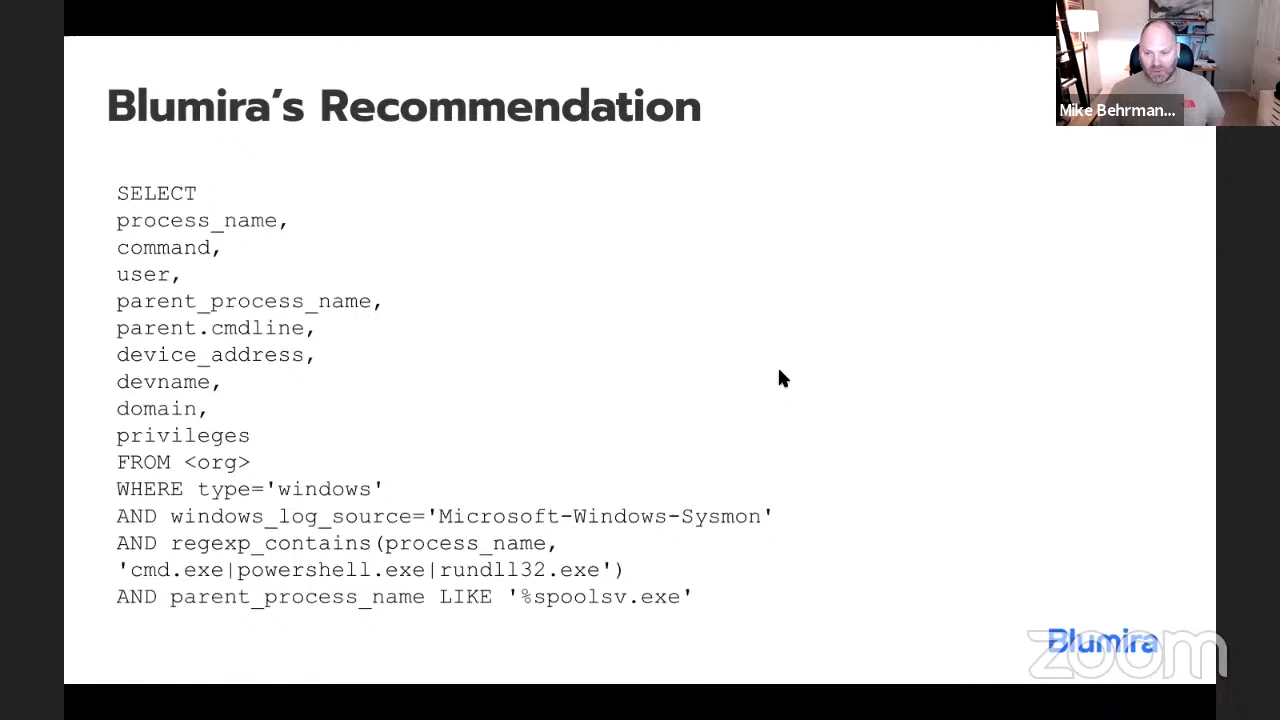 Blumira's Recommendation
Mike Behrman...
SELECT
process_name,
command,
user,
parent_process_name,
parent.cmdline,
device_address,
devname,
domain,
privileges
FROM <org>
WHERE type='windows'
AND windows_log_source='Microsoft-Windows-Sysmon'
AND regexp_contains(process_name,
'cmd.exe|powershell.exe|rundll32.exe')
AND parent_process_name LIKE '%spoolsv.exe'
Blumira
zoom